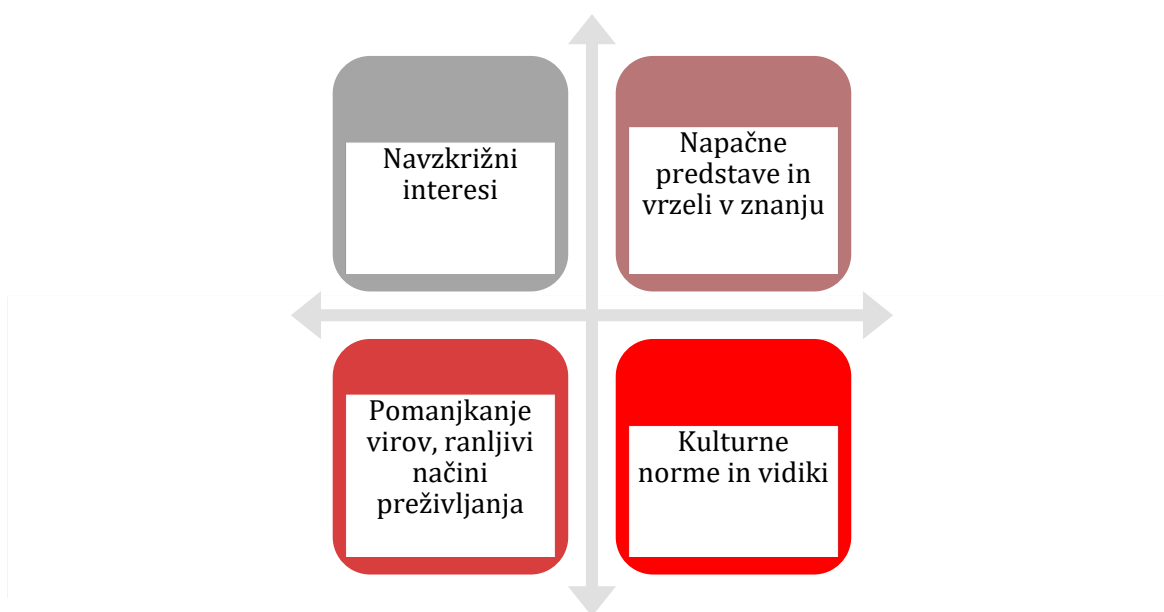 Navzkrižni
interesi
Napačne
predstave in
vrzeli v znanju
Pomanjkanje
virov, ranljivi
načini
preživljanja
Kulturne
norme in vidiki